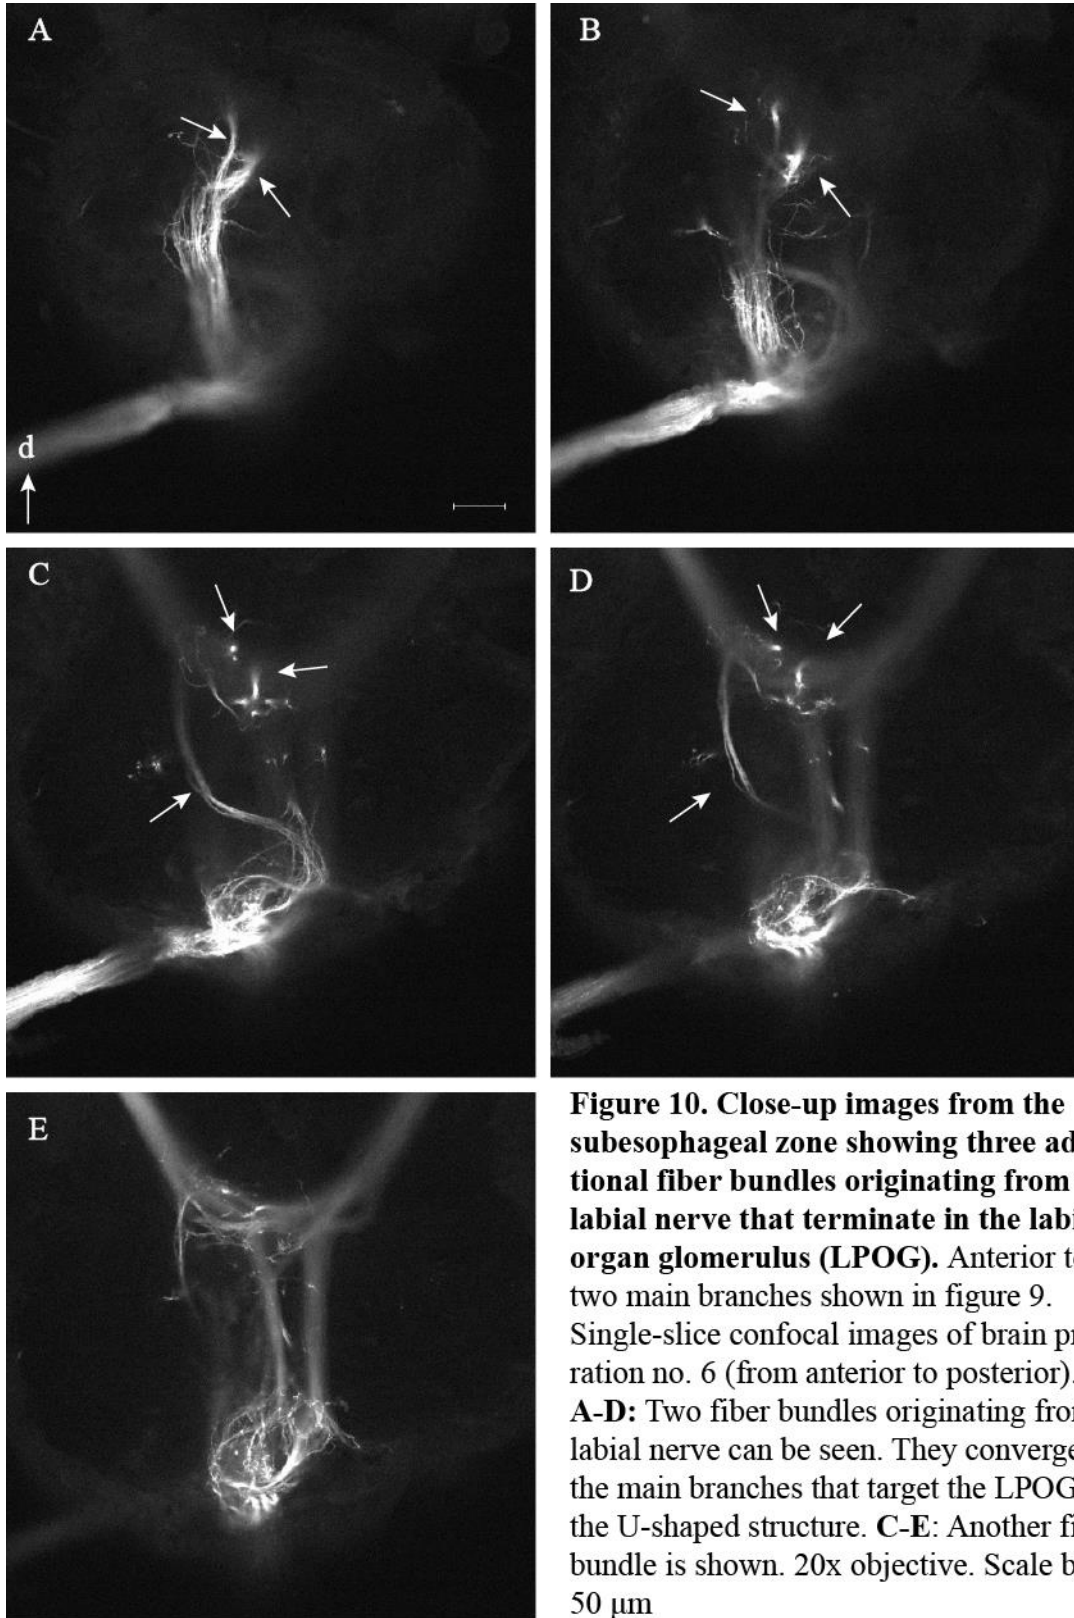 A
B
d
C
D
E
Figure 10. Close-up images from the
subesophageal zone showing three ad
tional fiber bundles originating from
labial nerve that terminate in the labi
organ glomerulus (LPOG). Anterior to
two main branches shown in figure 9.
Single-slice confocal images of brain pr
ration no. 6 (from anterior to posterior).
A-D: Two fiber bundles originating from
labial nerve can be seen. They converge
the main branches that target the LPOG
the U-shaped structure. C-E: Another fi
bundle is shown. 20x objective. Scale b
50 μm